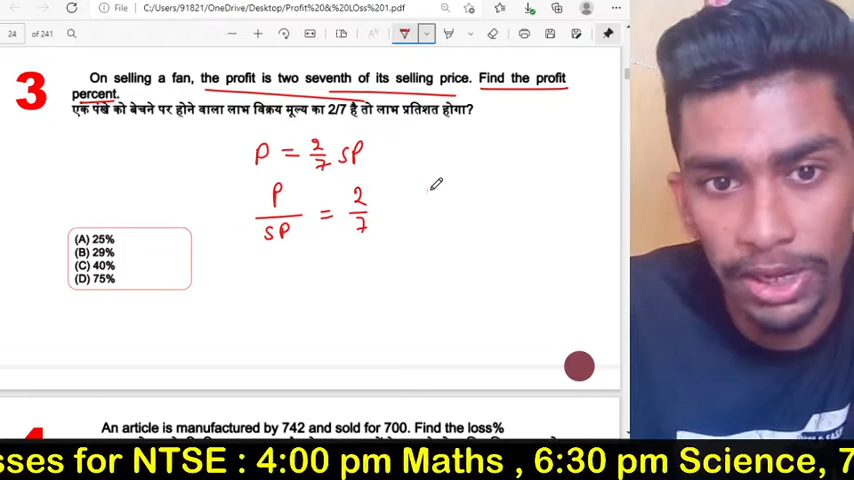 File C:/Users/91821/OneDrive/Desktop/Profit%20&%20LOss%201.pdf
24 of 241
3
On selling a fan, the profit is two seventh of its selling price. Find the profit
percent.
एक पंखे को बेचने पर होने वाला लाभ विक्रय मूल्य का 2/7 है तो लाभ प्रतिशत होगा?
P = 2/7 SP
P/SP = 2/7
(A) 25%
(B) 29%
(C) 40%
(D) 75%
An article is manufactured by 742 and sold for 700. Find the loss%
sses for NTSE : 4:00 pm Maths , 6:30 pm Science, 7